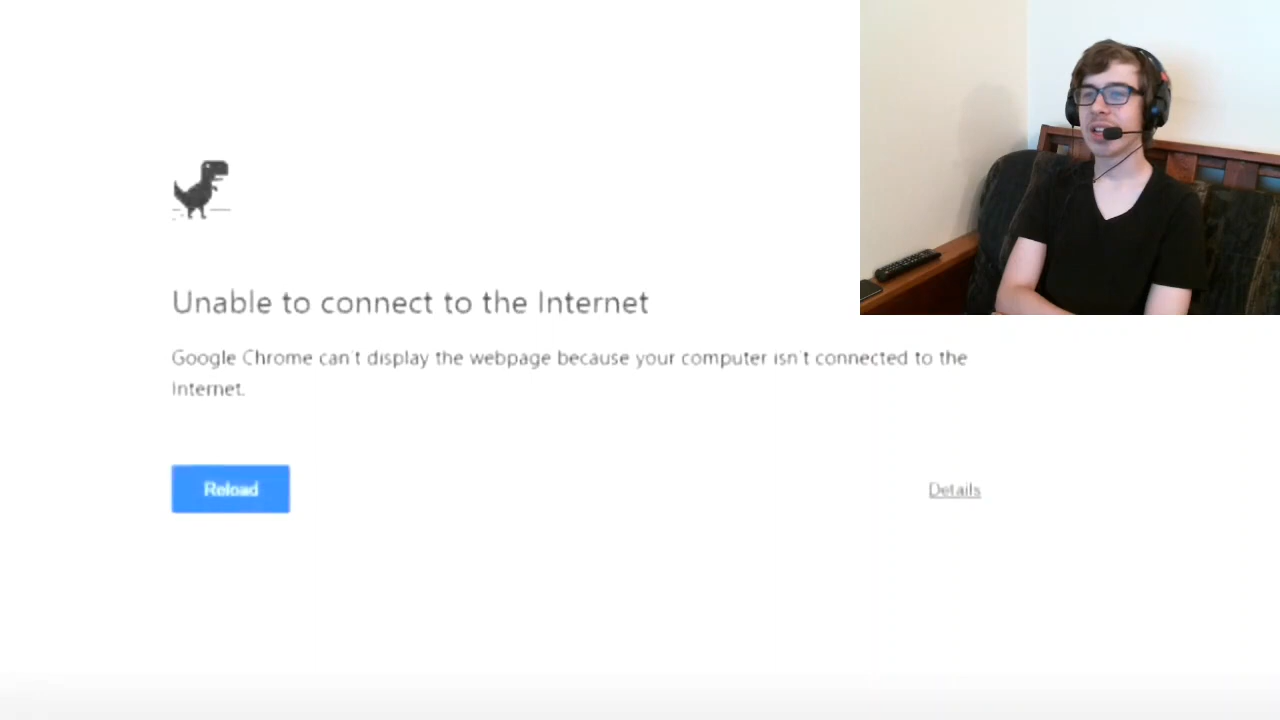 Unable to connect to the Internet
Google Chrome can't display the webpage because your computer isn't connected to the
Internet.
Reload
Details